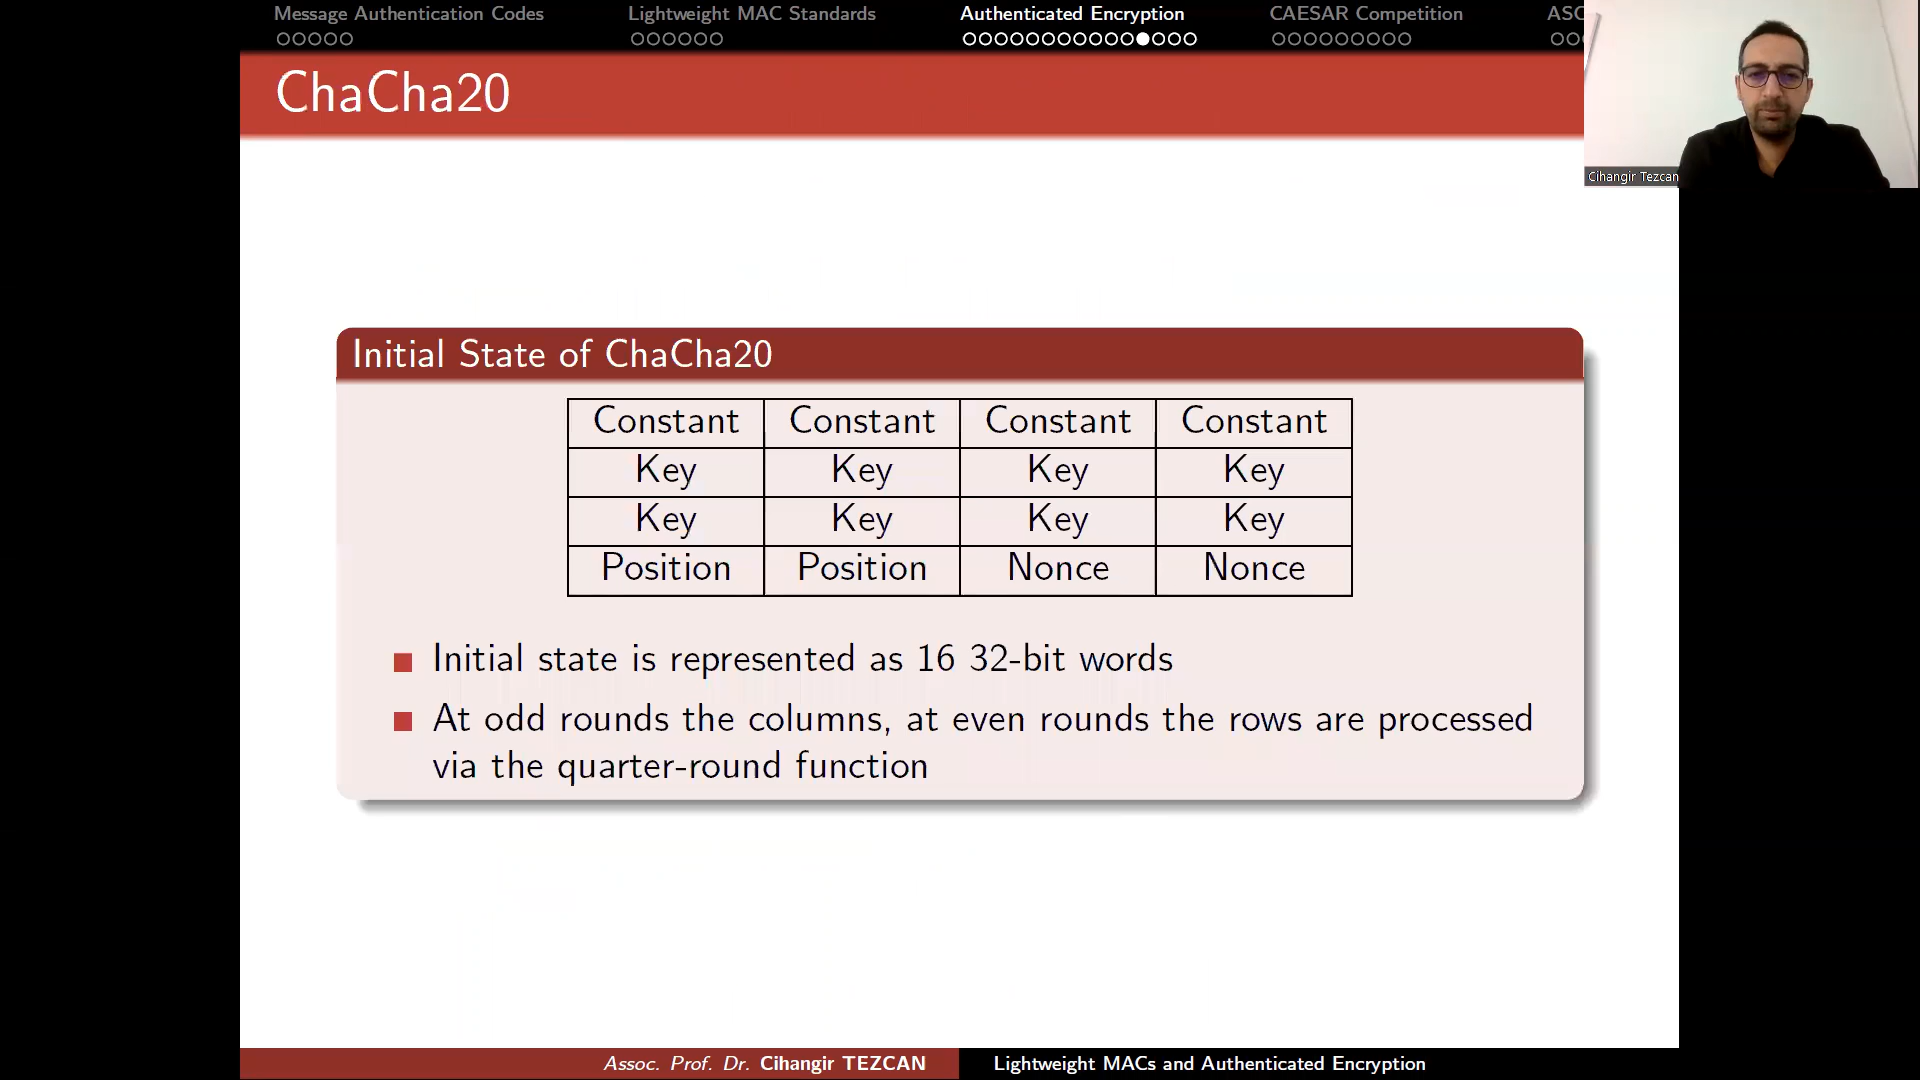 Message Authentication Codes Lightweight MAC Standards Authenticated Encryption CAESAR Competition ASC
ChaCha20
Cihangir Tezcan
Initial State of ChaCha20
Constant Constant Constant Constant
Key Key Key Key
Key Key Key Key
Position Position Nonce Nonce
Initial state is represented as 16 32-bit words
At odd rounds the columns, at even rounds the rows are processed
via the quarter-round function
Assoc. Prof. Dr. Cihangir TEZCAN Lightweight MACs and Authenticated Encryption